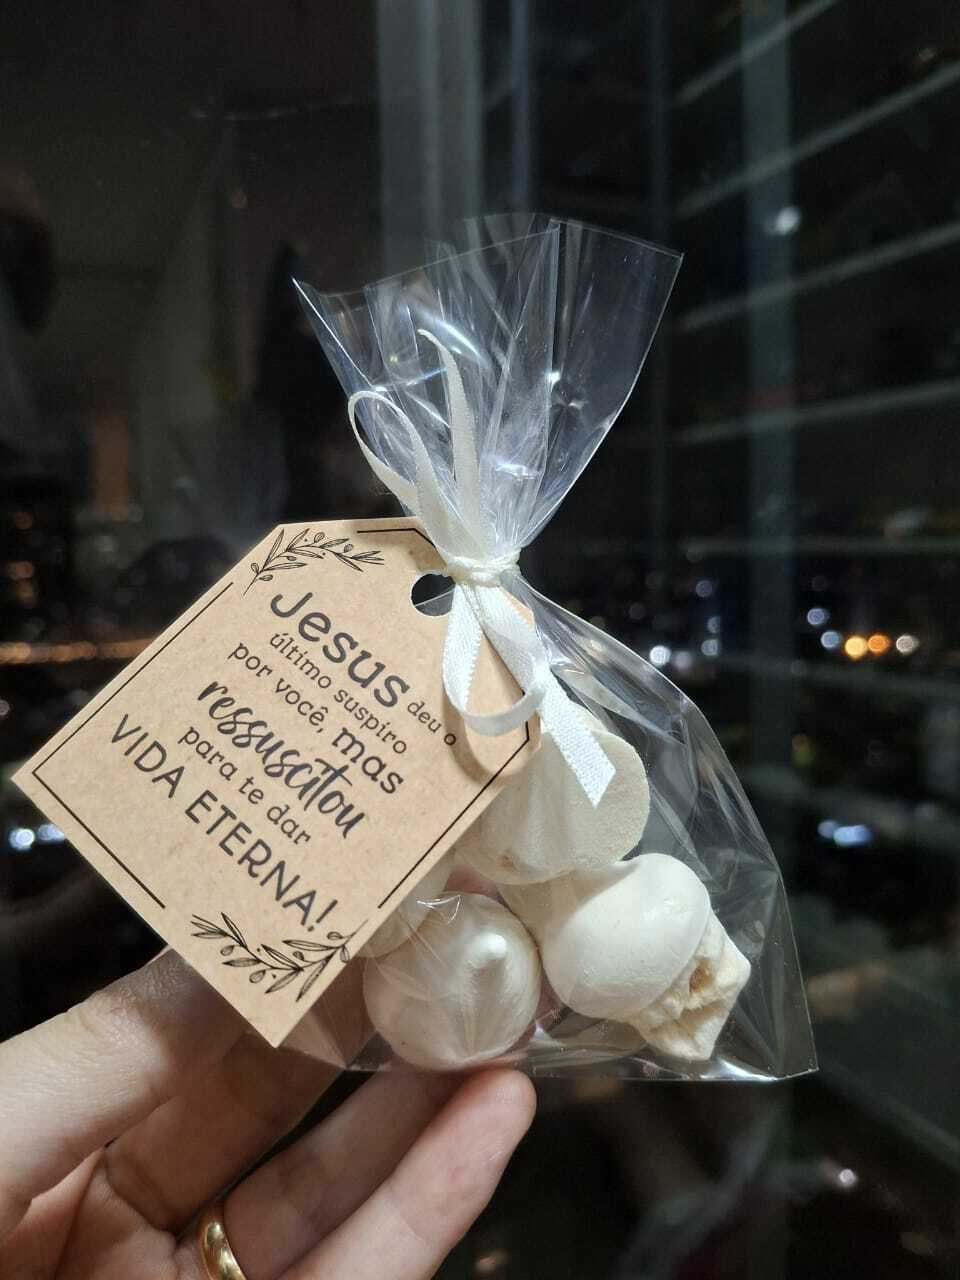 Jesus deu o
último suspiro
por você, mas
ressuscitou
para te dar
VIDA ETERNA!